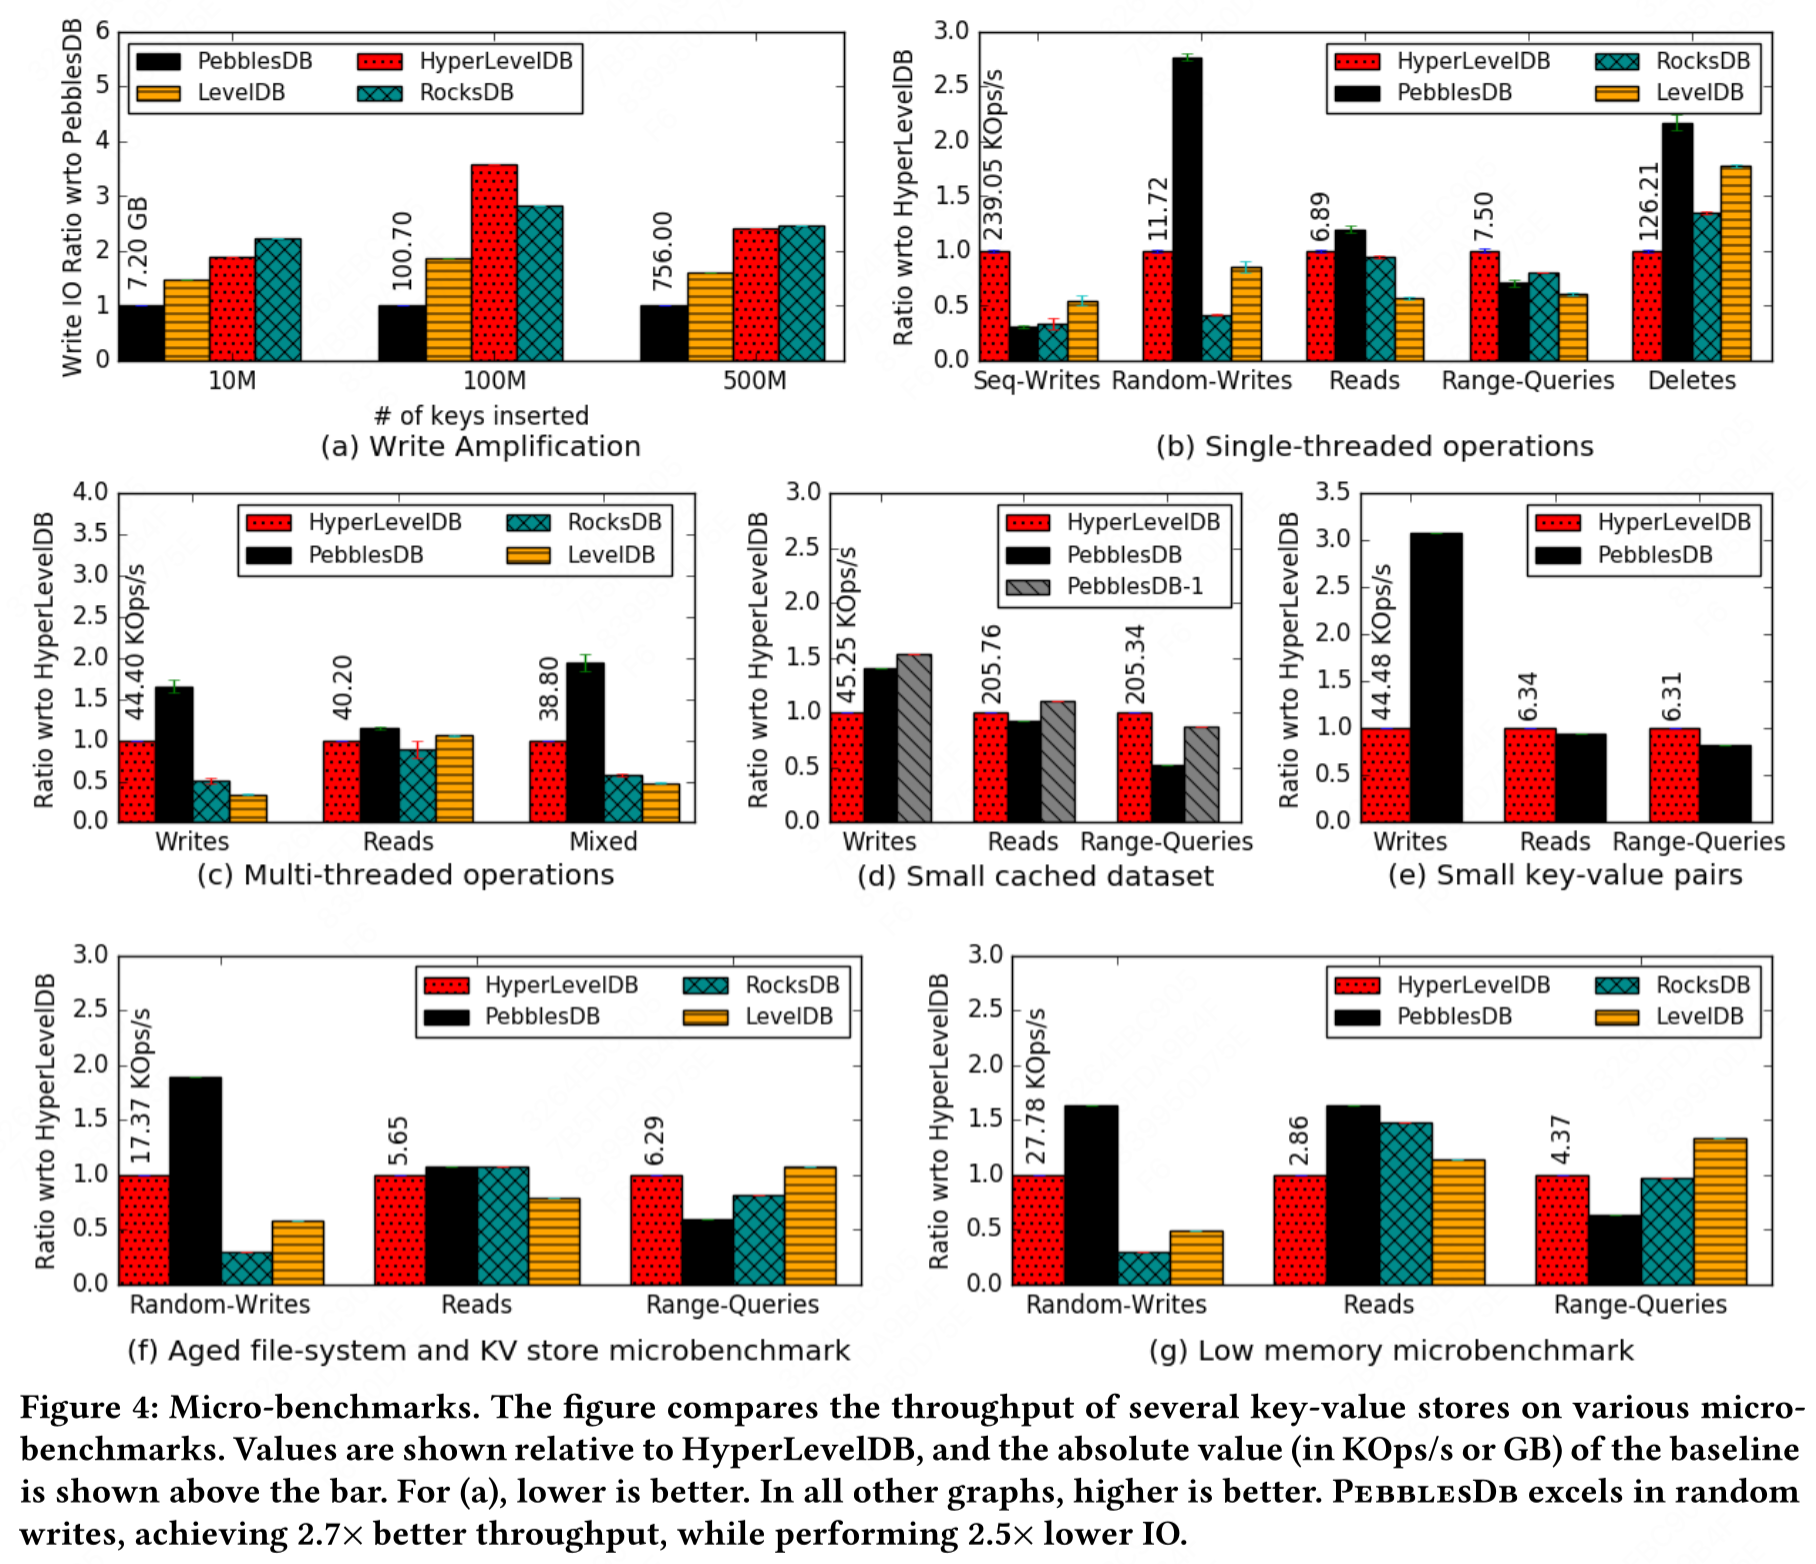 Write IO Ratio wrto PebblesDB
6
5
4
3
2
1
0
PebblesDB
HyperLevelDB
LevelDB
RocksDB
7.20 GB
100.70
756.00
10M
100M
500M
# of keys inserted
(a) Write Amplification
Ratio wrto HyperLevelDB
3.0
2.5
2.0
1.5
1.0
0.5
0.0
HyperLevelDB
RocksDB
PebblesDB
LevelDB
239.05 KOps/s
11.72
6.89
7.50
126.21
Seq-Writes
Random-Writes
Reads
Range-Queries
Deletes
(b) Single-threaded operations
Ratio wrto HyperLevelDB
4.0
3.5
3.0
2.5
2.0
1.5
1.0
0.5
0.0
HyperLevelDB
RocksDB
PebblesDB
LevelDB
44.40 KOps/s
40.20
38.80
Writes
Reads
Mixed
(c) Multi-threaded operations
Ratio wrto HyperLevelDB
3.0
2.5
2.0
1.5
1.0
0.5
0.0
HyperLevelDB
PebblesDB
PebblesDB-1
45.25 KOps/s
205.76
205.34
Writes
Reads
Range-Queries
(d) Small cached dataset
Ratio wrto HyperLevelDB
3.5
3.0
2.5
2.0
1.5
1.0
0.5
0.0
HyperLevelDB
PebblesDB
44.48 KOps/s
6.34
6.31
Writes
Reads
Range-Queries
(e) Small key-value pairs
Ratio wrto HyperLevelDB
3.0
2.5
2.0
1.5
1.0
0.5
0.0
HyperLevelDB
RocksDB
PebblesDB
LevelDB
17.37 KOps/s
5.65
6.29
Random-Writes
Reads
Range-Queries
(f) Aged file-system and KV store microbenchmark
Ratio wrto HyperLevelDB
3.0
2.5
2.0
1.5
1.0
0.5
0.0
HyperLevelDB
RocksDB
PebblesDB
LevelDB
27.78 KOps/s
2.86
4.37
Random-Writes
Reads
Range-Queries
(g) Low memory microbenchmark
Figure 4: Micro-benchmarks. The figure compares the throughput of several key-value stores on various micro-
benchmarks. Values are shown relative to HyperLevelDB, and the absolute value (in KOps/s or GB) of the baseline
is shown above the bar. For (a), lower is better. In all other graphs, higher is better. PebblesDb excels in random
writes, achieving 2.7× better throughput, while performing 2.5× lower IO.